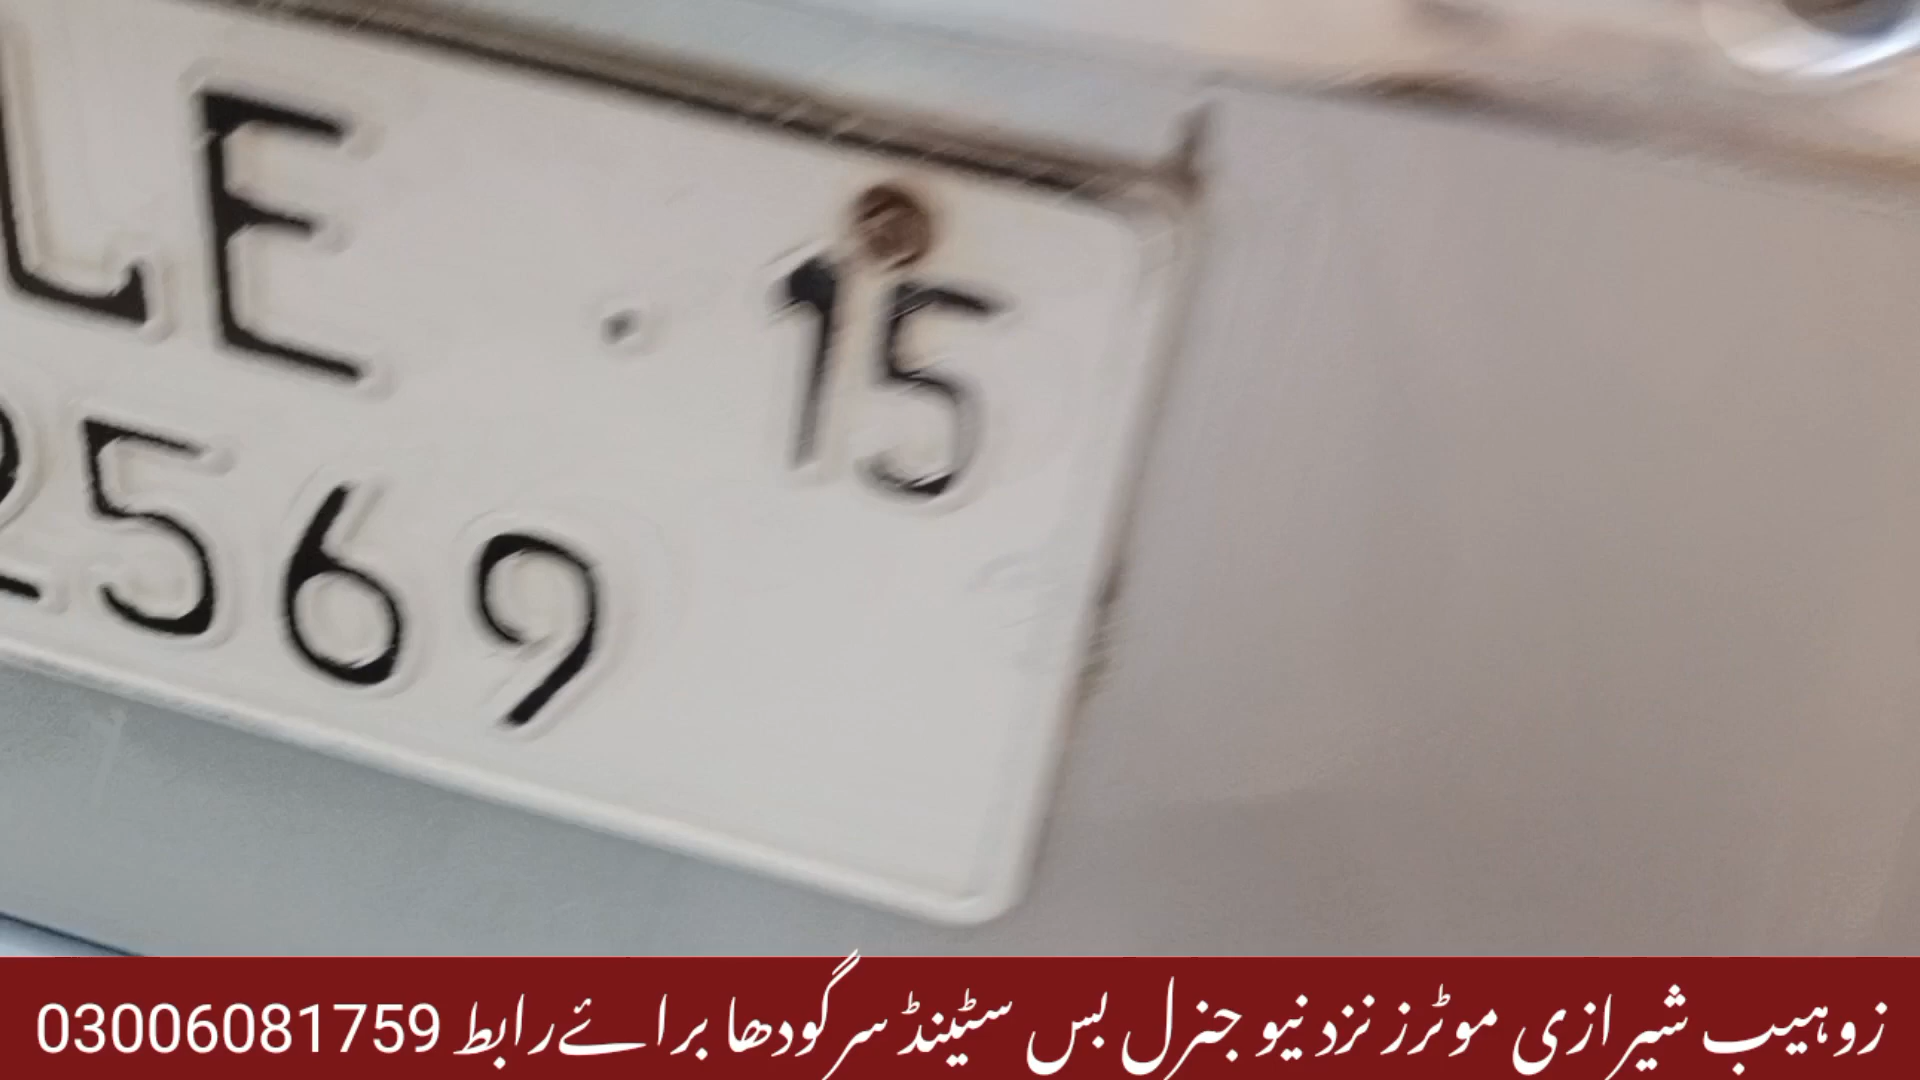 LE 15
2569
زوہیب شیرازی موٹرز نزد نیو جنرل بس سٹینڈ سرگودھا برائے رابطہ 03006081759